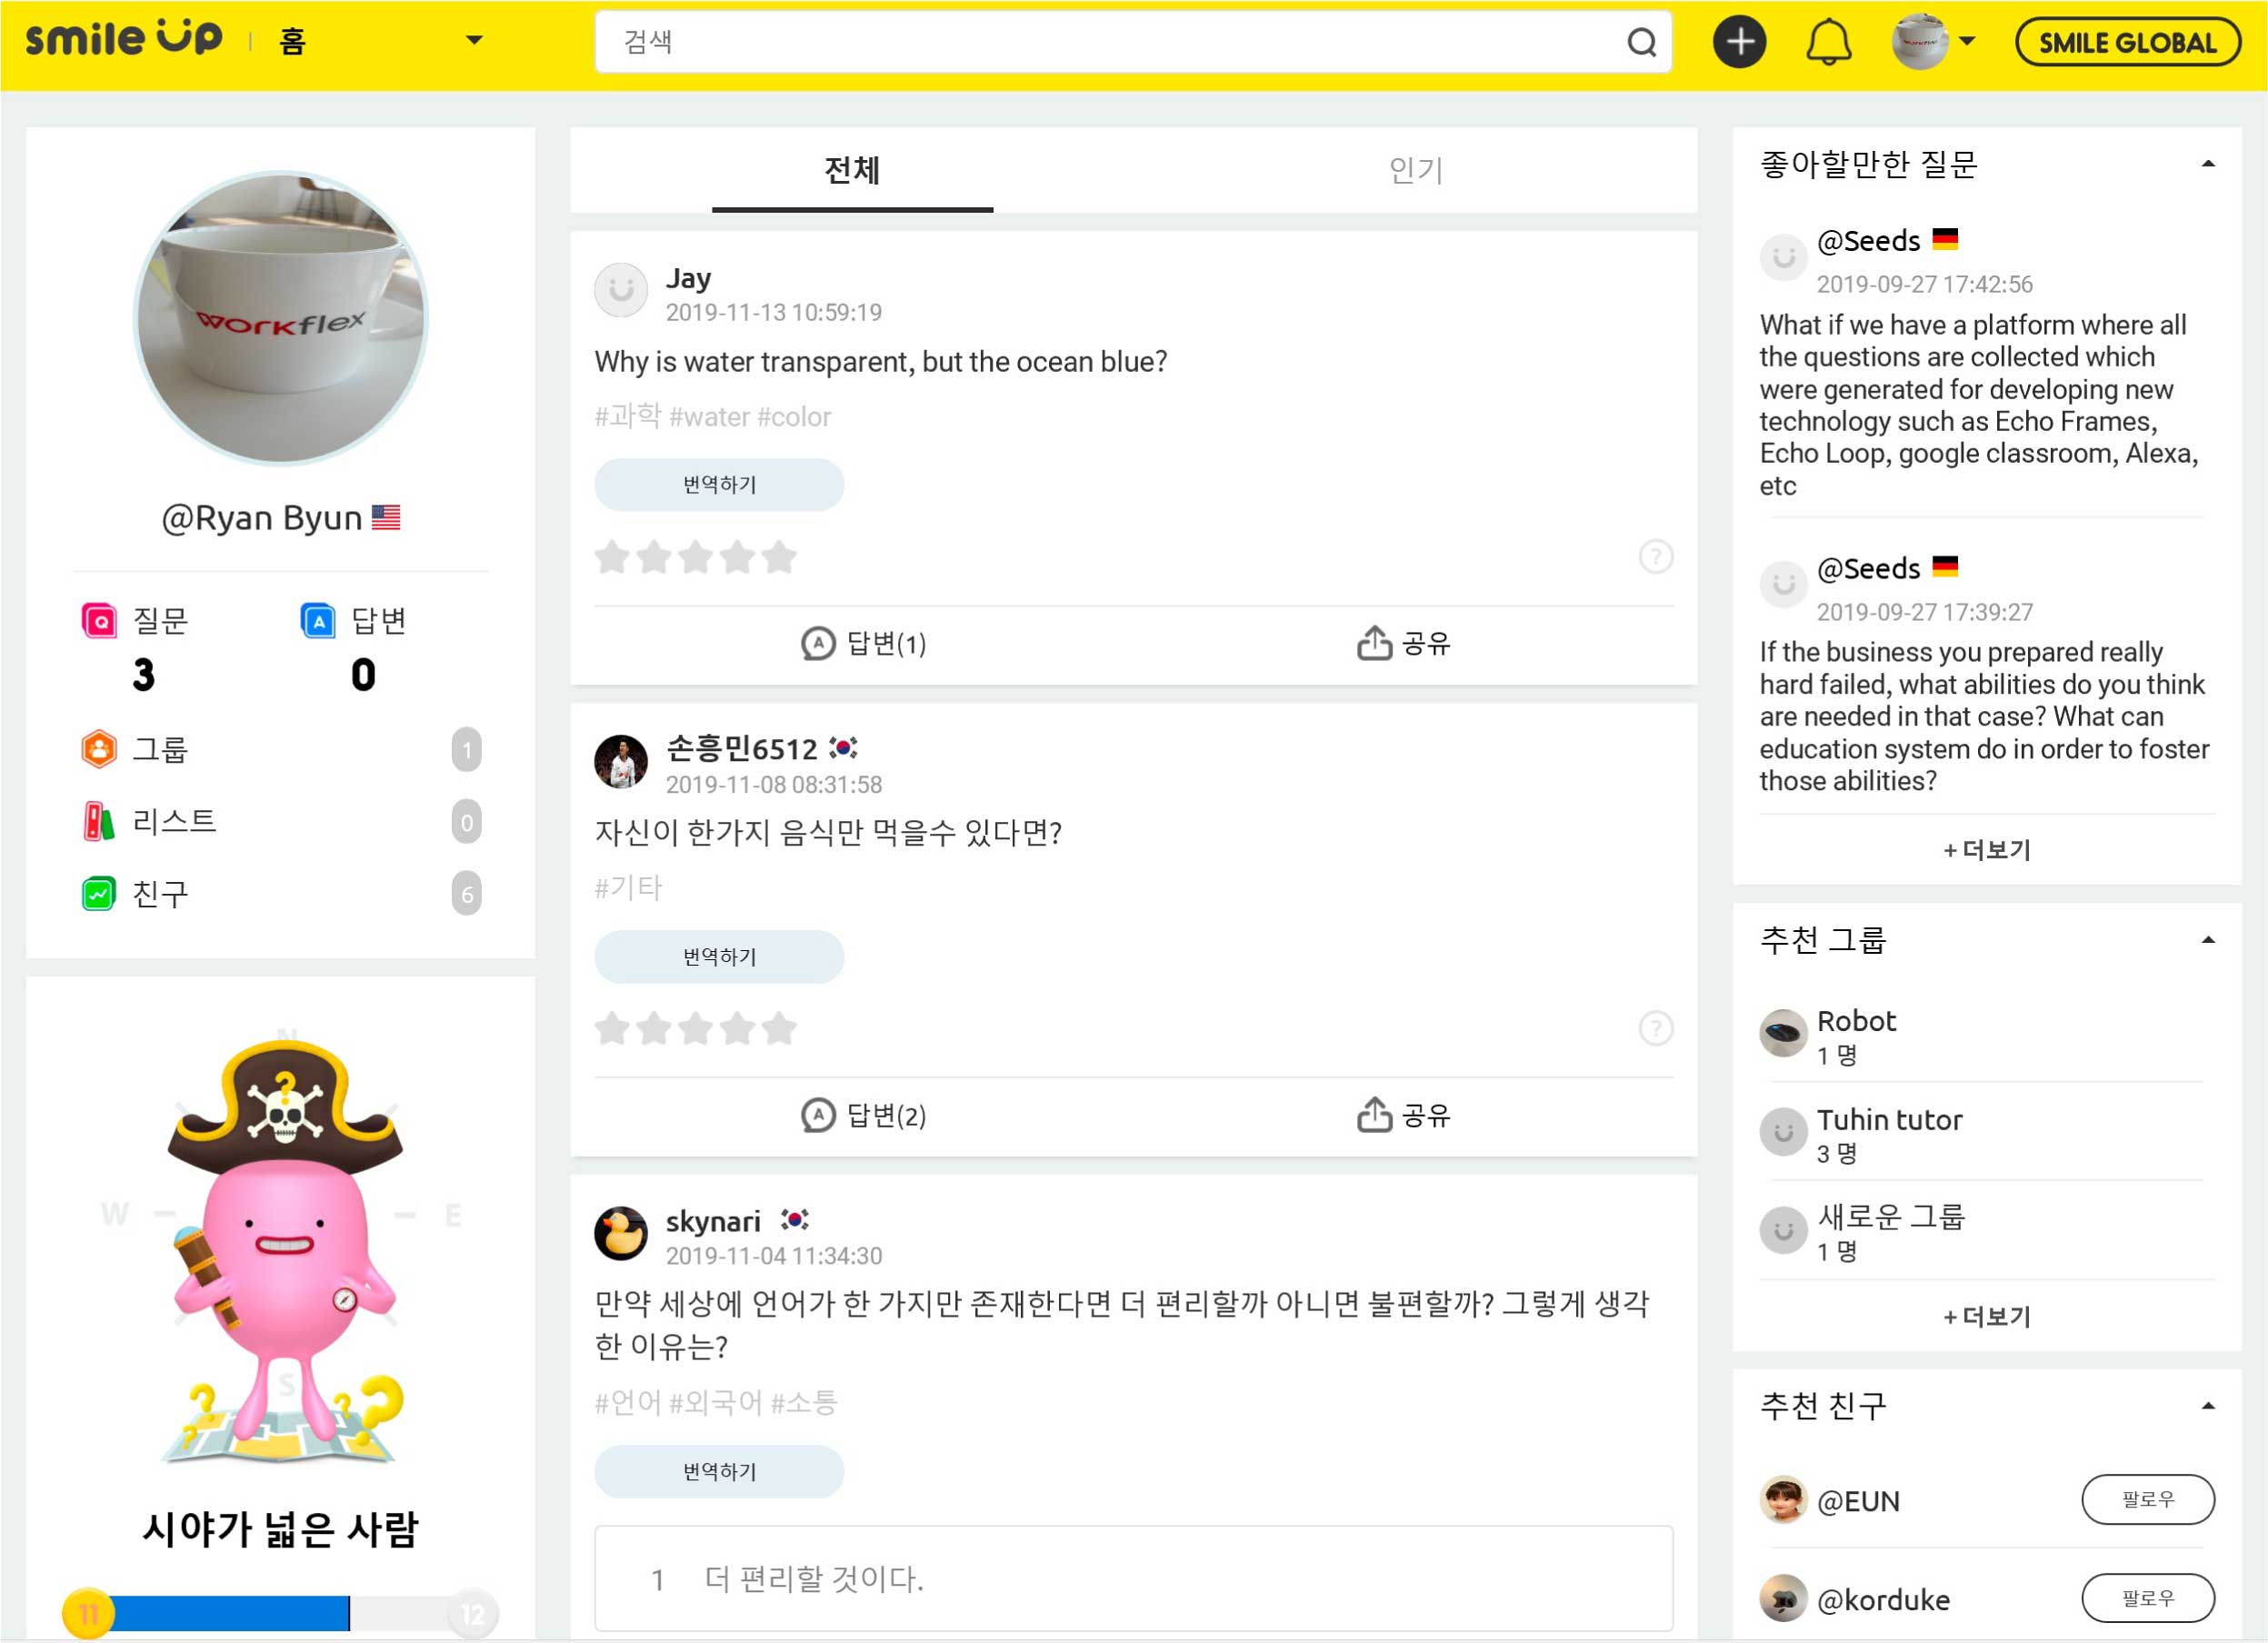 smile up
홈
검색
SMILE GLOBAL
workflex
@Ryan Byun
Q 질문
3
A 답변
0
그룹 1
리스트 0
친구 6
N
W
E
S
시야가 넓은 사람
11
12
전체
인기
Jay
2019-11-13 10:59:19
Why is water transparent, but the ocean blue?
#과학 #water #color
번역하기
?
A 답변(1)
공유
손흥민6512
2019-11-08 08:31:58
자신이 한가지 음식만 먹을수 있다면?
#기타
번역하기
?
A 답변(2)
공유
skynari
2019-11-04 11:34:30
만약 세상에 언어가 한 가지만 존재한다면 더 편리할까 아니면 불편할까? 그렇게 생각
한 이유는?
#언어 #외국어 #소통
번역하기
1 더 편리할 것이다.
좋아할만한 질문
@Seeds
2019-09-27 17:42:56
What if we have a platform where all
the questions are collected which
were generated for developing new
technology such as Echo Frames,
Echo Loop, google classroom, Alexa,
etc
@Seeds
2019-09-27 17:39:27
If the business you prepared really
hard failed, what abilities do you think
are needed in that case? What can
education system do in order to foster
those abilities?
+ 더보기
추천 그룹
Robot
1 명
Tuhin tutor
3 명
새로운 그룹
1 명
+ 더보기
추천 친구
@EUN
팔로우
@korduke
팔로우